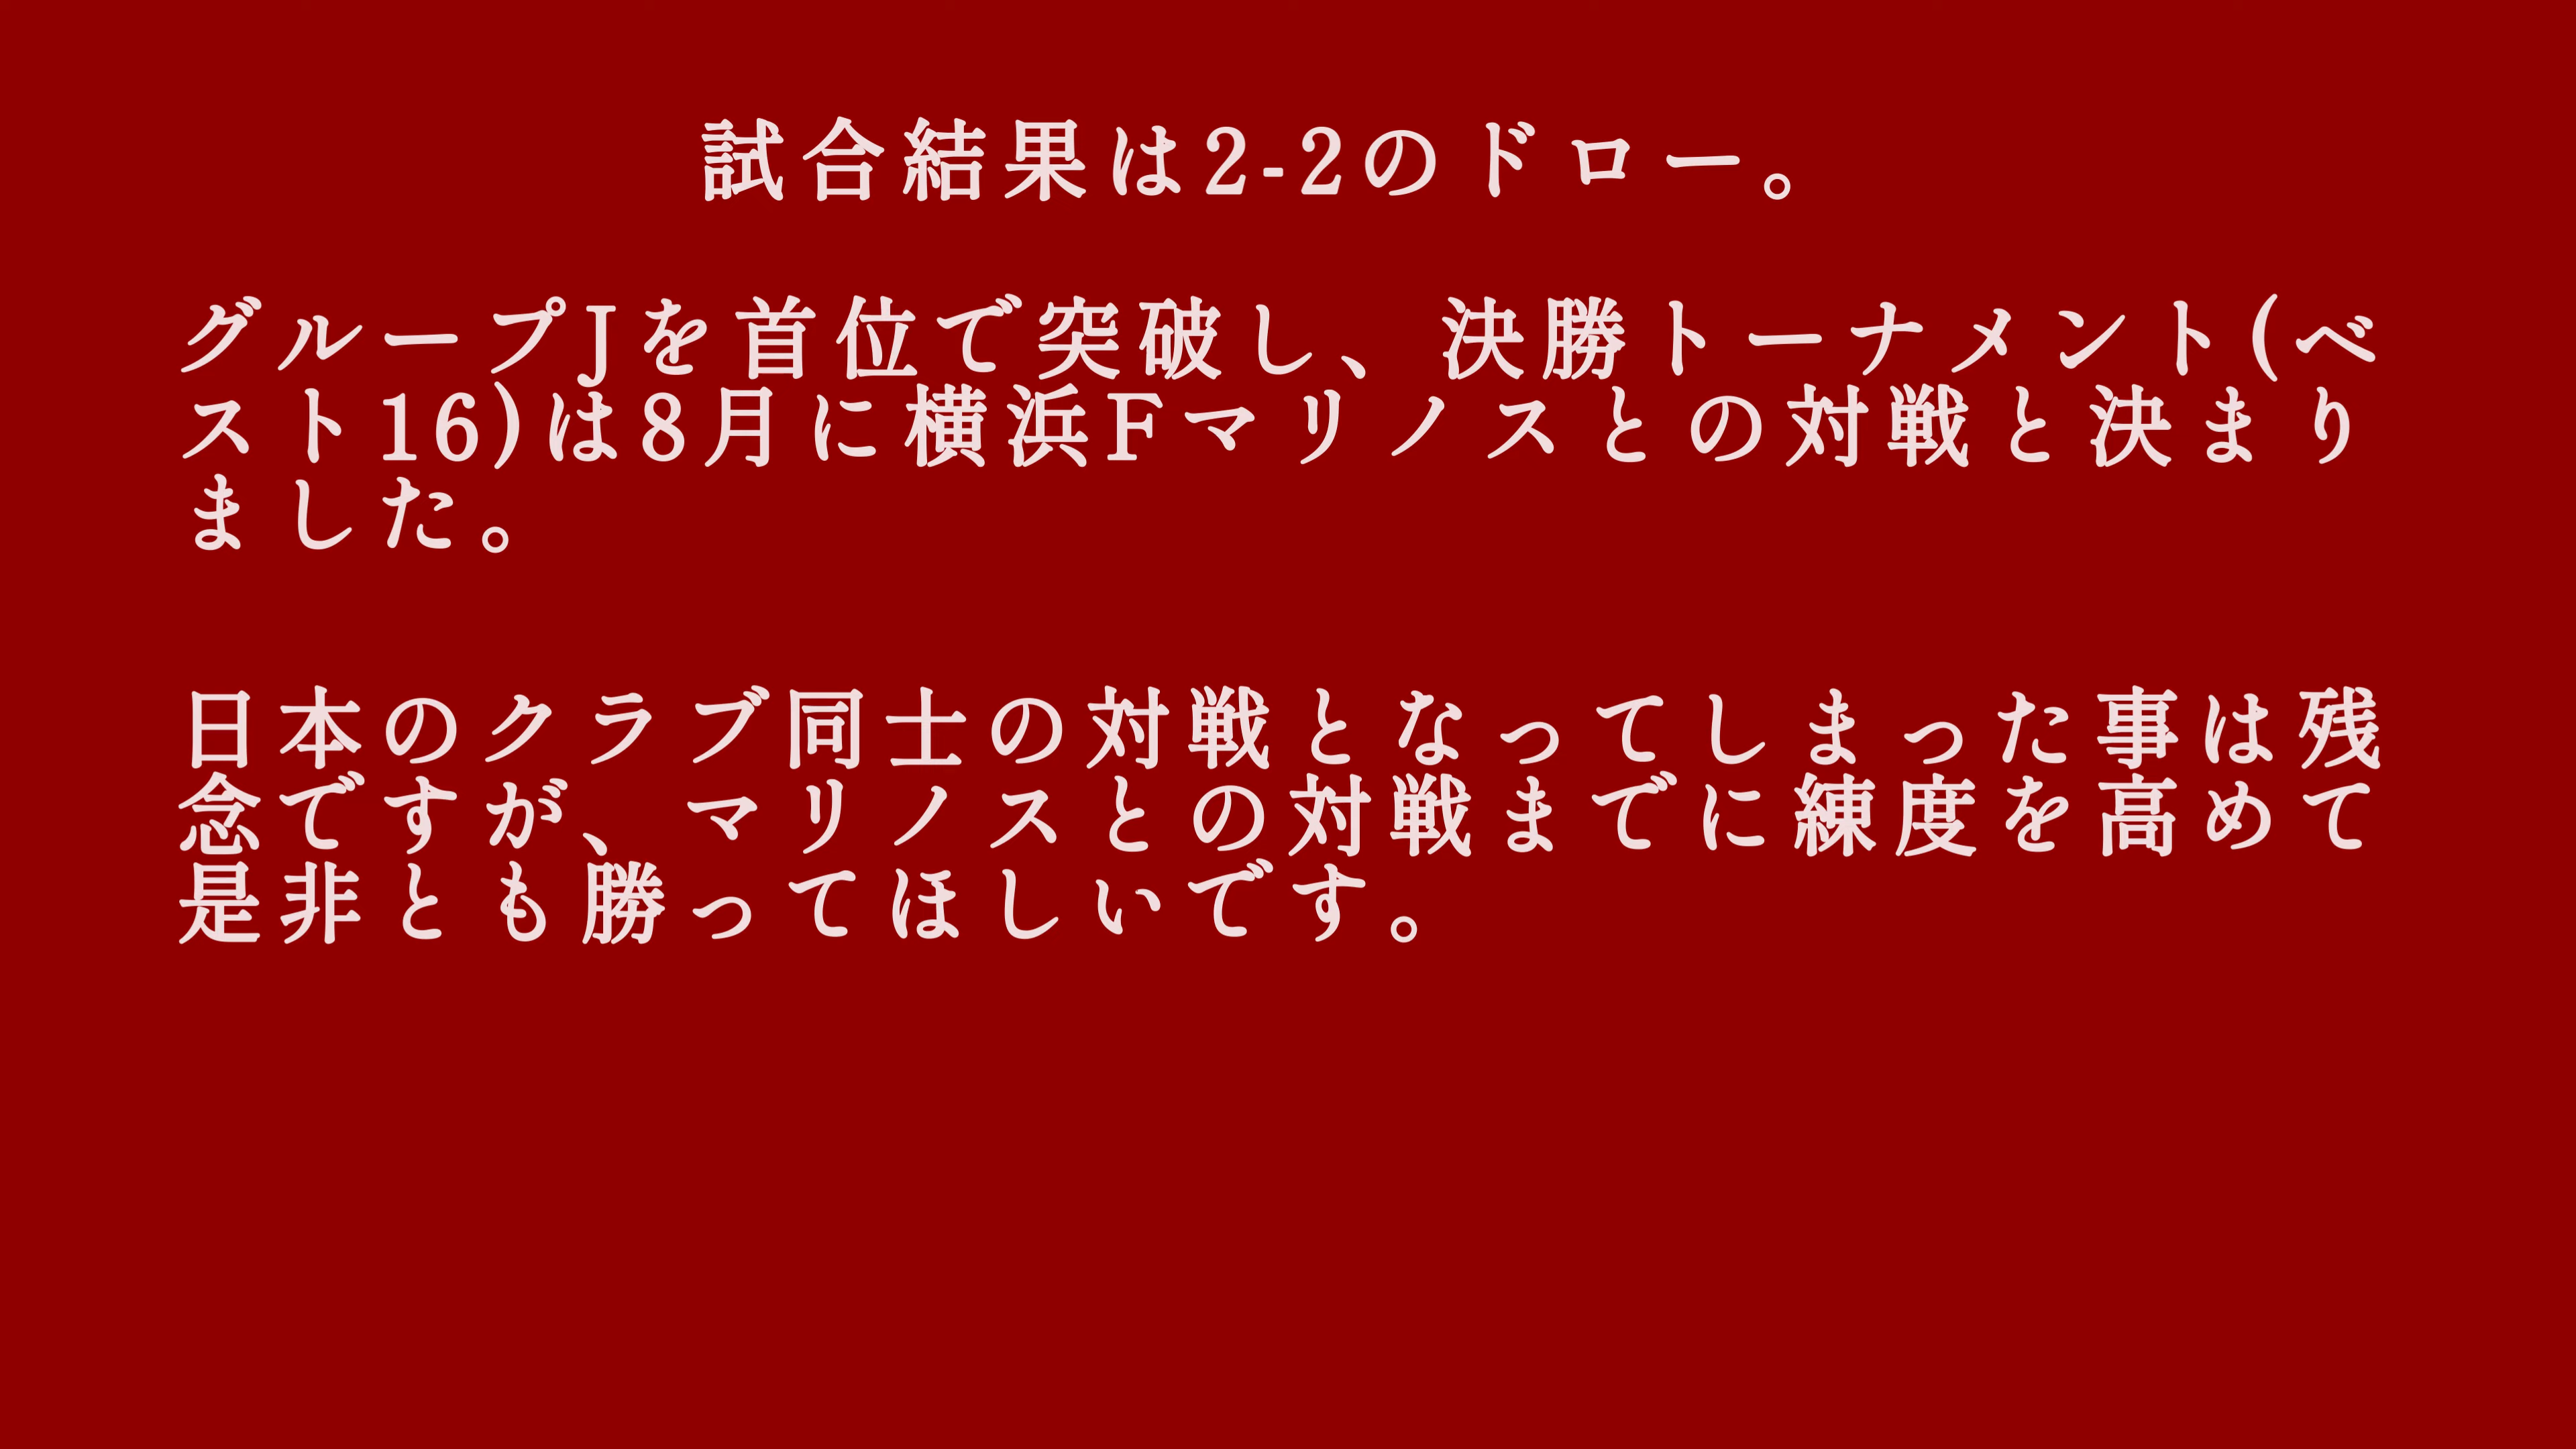 試合結果は2-2のドロー。
グループJを首位で突破し、決勝トーナメント(ベ
スト16)は8月に横浜Fマリノスとの対戦と決まり
ました。
日本のクラブ同士の対戦となってしまった事は残
念ですが、マリノスとの対戦までに練度を高めて
是非とも勝ってほしいです。